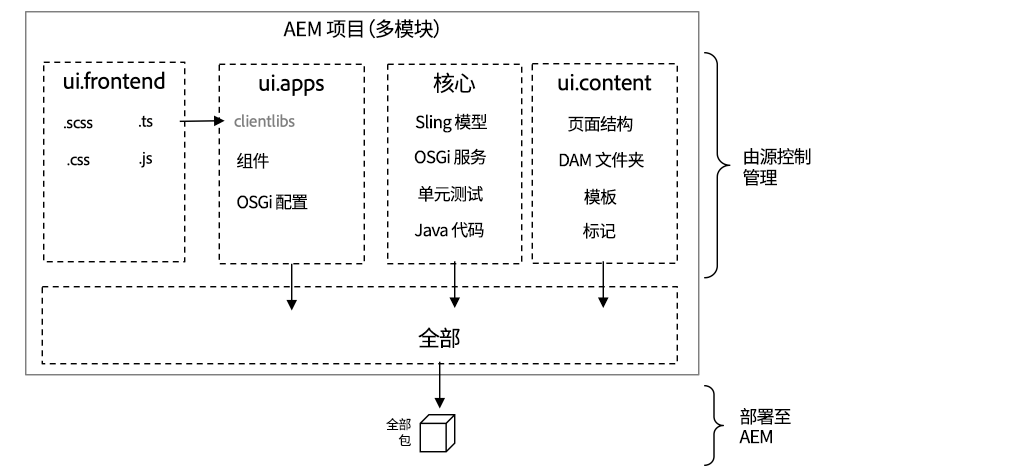 AEM 项目（多模块）
ui.frontend
.scss
.ts
.css
.js
ui.apps
clientlibs
组件
OSGi 配置
核心
Sling 模型
OSGi 服务
单元测试
Java 代码
ui.content
页面结构
DAM 文件夹
模板
标记
由源控制
管理
全部
全部
包
部署至
AEM